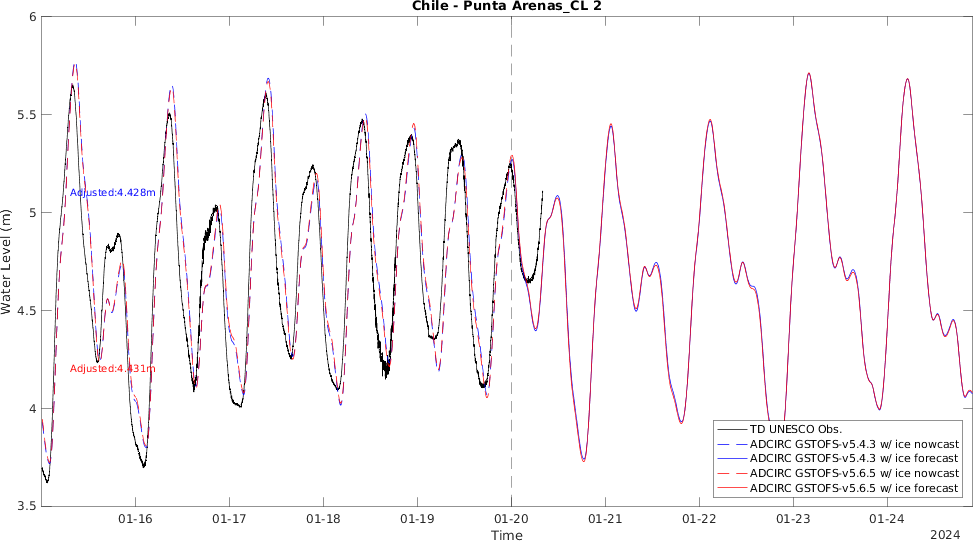 Chile - Punta Arenas_CL 2
6
5.5
5
4.5
4
3.5
Water Level (m)
Adjusted:4.428m
Adjusted:4.431m
TD UNESCO Obs.
ADCIRC GSTOFS-v5.4.3 w/ ice nowcast
ADCIRC GSTOFS-v5.4.3 w/ ice forecast
ADCIRC GSTOFS-v5.6.5 w/ ice nowcast
ADCIRC GSTOFS-v5.6.5 w/ ice forecast
01-16 01-17 01-18 01-19 01-20 01-21 01-22 01-23 01-24
Time
2024